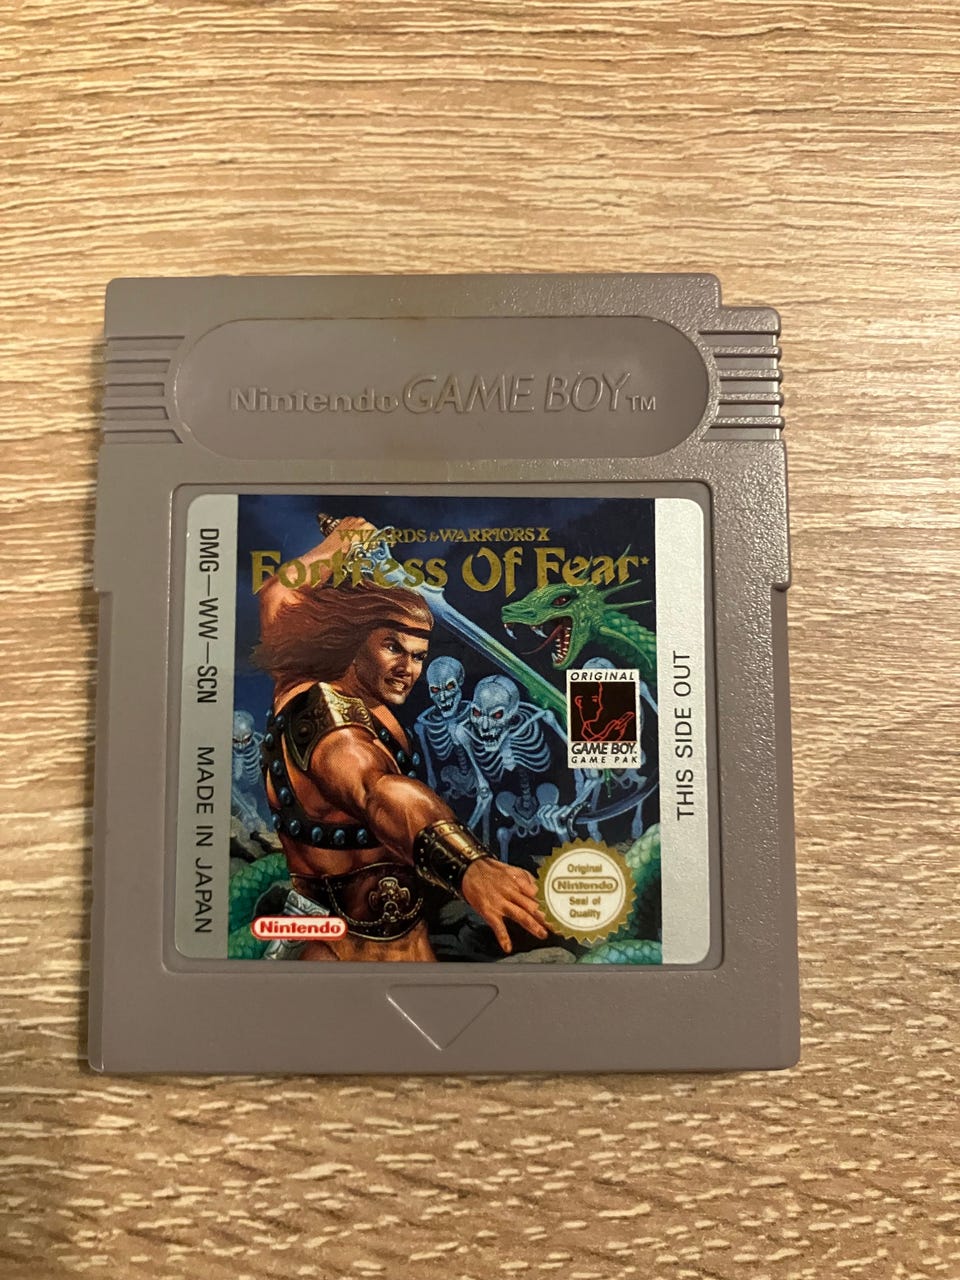 Nintendo GAME BOY TM
DMG-WW-SCN MADE IN JAPAN
WIZARDS & WARRIORS X
Fortress Of Fear*
ORIGINAL
GAME BOY.
GAME PAK
Original
Nintendo
Seal of
Quality
Nintendo
THIS SIDE OUT